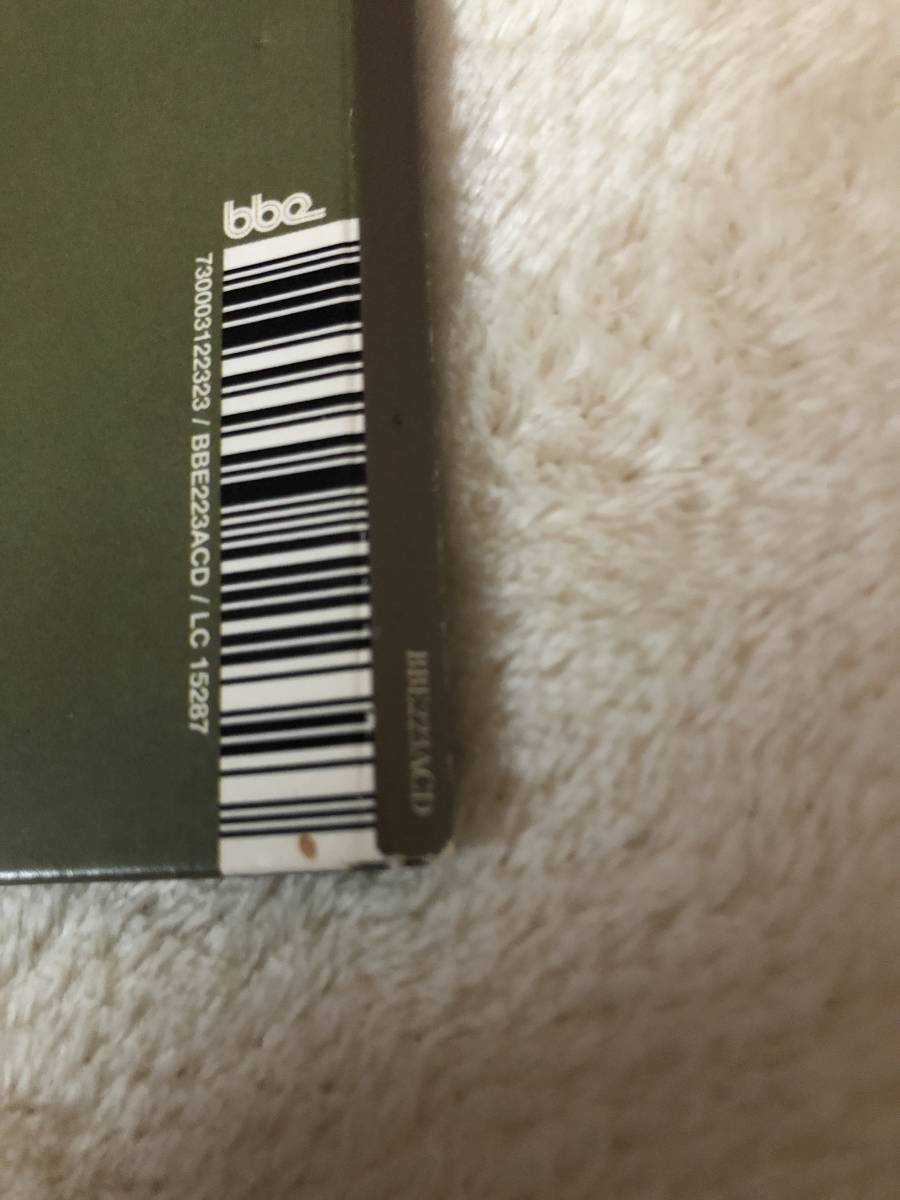 bbe
730003122323 / BBE223ACD / LC 15287
BBE223ACD